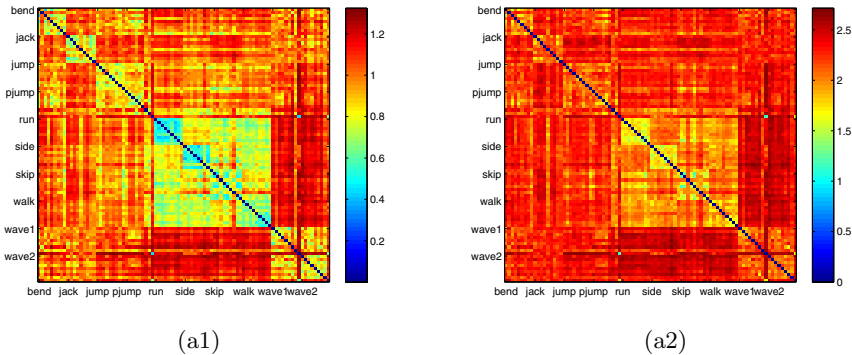 bend
jack
jump
pjump
run
side
skip
walk
wave1
wave2
bend jack jump pjump run side skip walk wave1wave2
1.2
1
0.8
0.6
0.4
0.2
(a1)
bend
jack
jump
pjump
run
side
skip
walk
wave1
wave2
bend jack jump pjump run side skip walk wave1wave2
2.5
2
1.5
1
0.5
0
(a2)